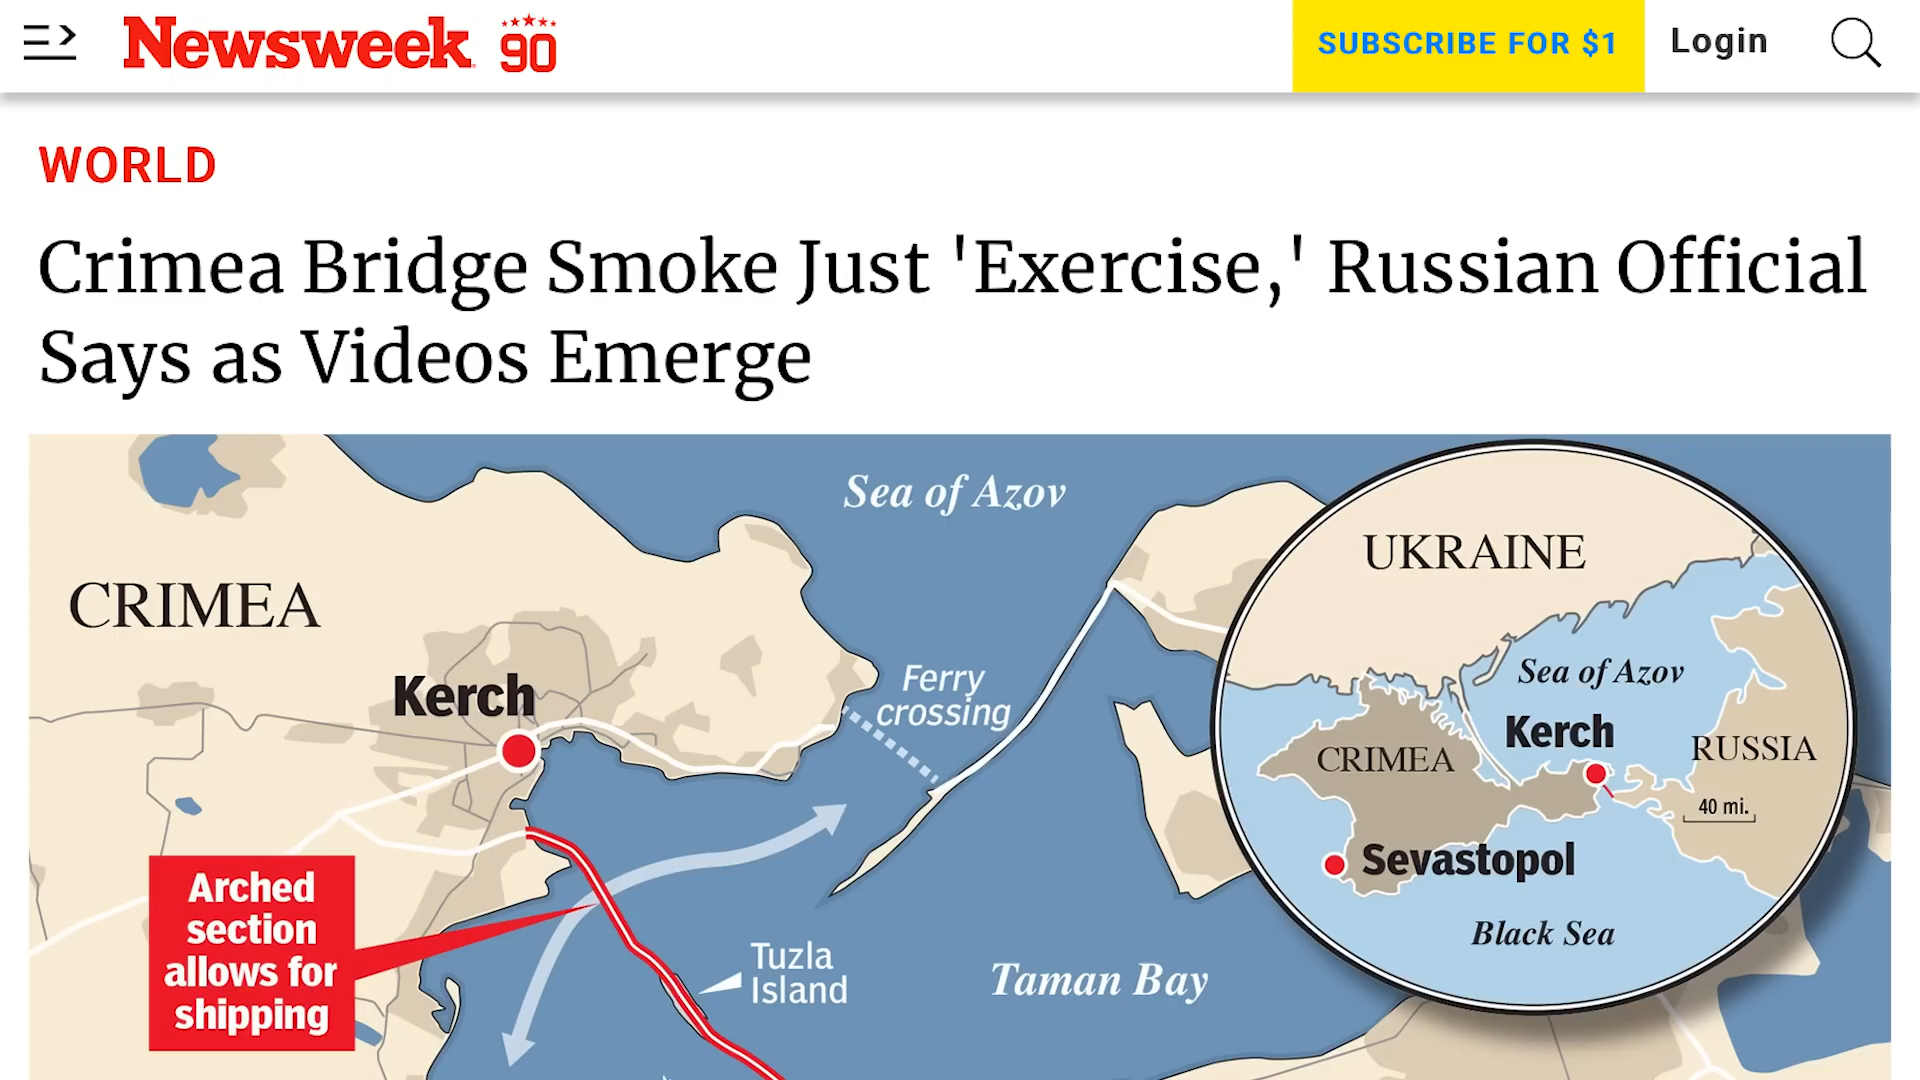 Newsweek 90
SUBSCRIBE FOR $1
Login
WORLD
Crimea Bridge Smoke Just 'Exercise,' Russian Official
Says as Videos Emerge
Sea of Azov
CRIMEA
Kerch
Ferry
crossing
Arched
section
allows for
shipping
Tuzla
Island
Taman Bay
UKRAINE
Sea of Azov
Kerch
CRIMEA
RUSSIA
40 mi.
Sevastopol
Black Sea